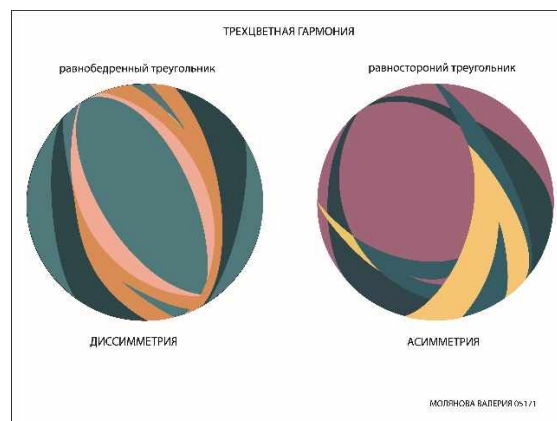 ТРЕХЦВЕТНАЯ ГАРМОНИЯ
равнобедренный треугольник
равностороний треугольник
ДИССИММЕТРИЯ
АСИММЕТРИЯ
МОЛЯНОВА ВАЛЕРИЯ 05171